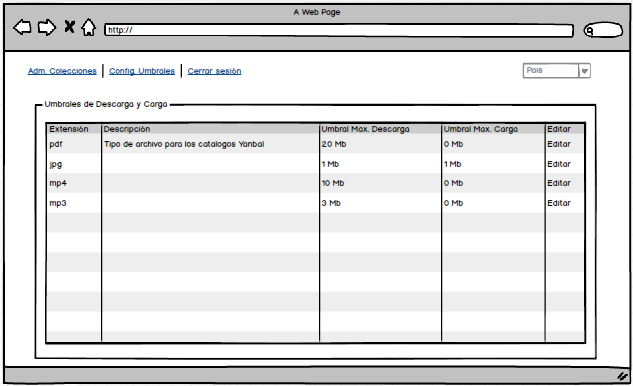 A Web Page
http://
Adm. Colecciones Config. Umbrales Cerrar sesión País
Umbrales de Descarga y Carga
Extensión Descripción Umbral Max. Descarga Umbral Max. Carga Editar
pdf Tipo de archivo para los catalogos Yanbal 20 Mb 0 Mb Editar
jpg 1 Mb 1 Mb Editar
mp4 10 Mb 0 Mb Editar
mp3 3 Mb 0 Mb Editar